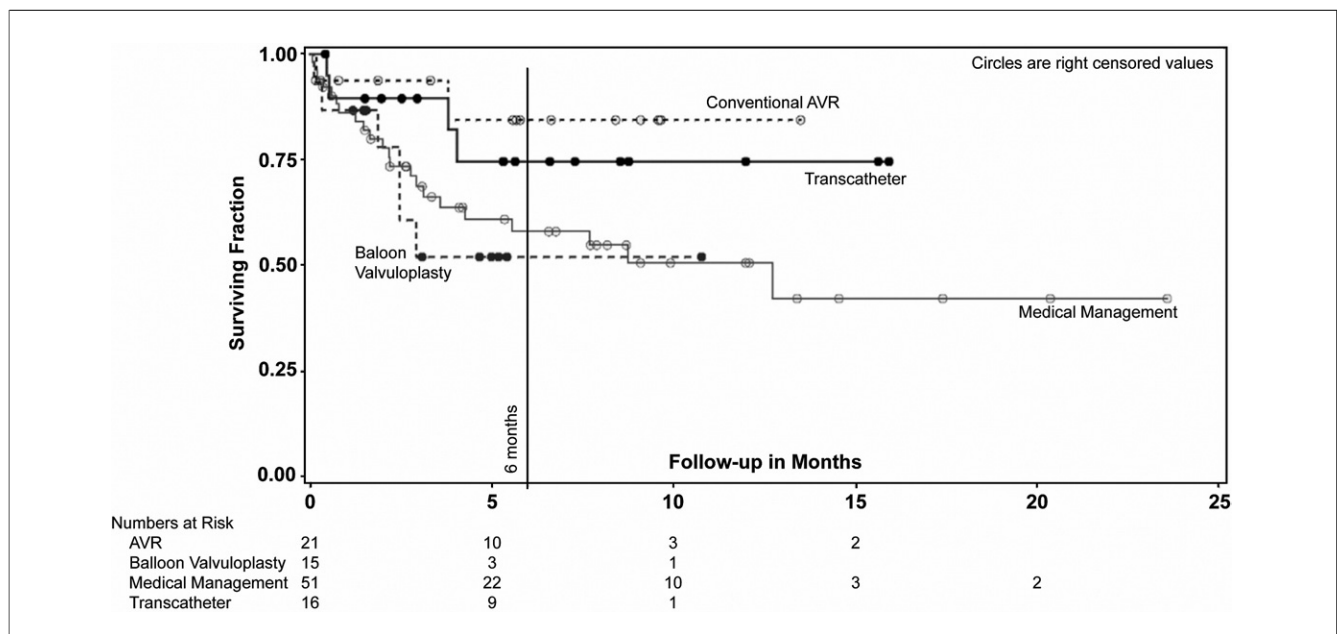 Circles are right censored values
1.00
Conventional AVR
0.75
Transcatheter
Surviving Fraction
Baloon
Valvuloplasty
0.50
Medical Management
0.25
6 months
Follow-up in Months
0.00
0 5 10 15 20 25
Numbers at Risk
AVR 21 10 3 2
Balloon Valvuloplasty 15 3 1
Medical Management 51 22 10 3 2
Transcatheter 16 9 1